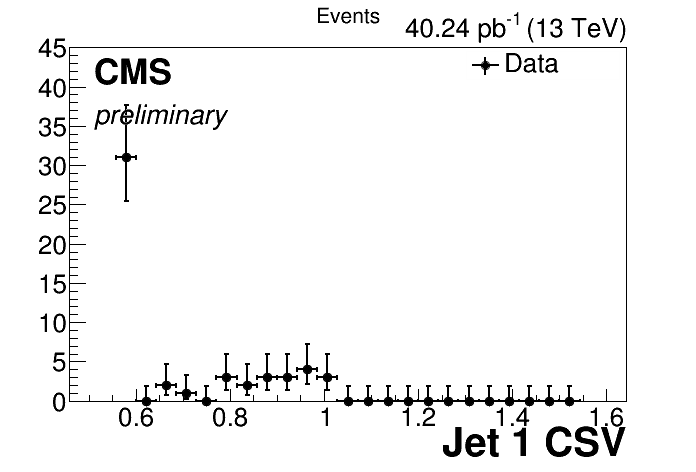 Events
40.24 pb⁻¹ (13 TeV)
CMS
preliminary
Data
45
40
35
30
25
20
15
10
5
0
0.6 0.8 1 1.2 1.4 1.6
Jet 1 CSV